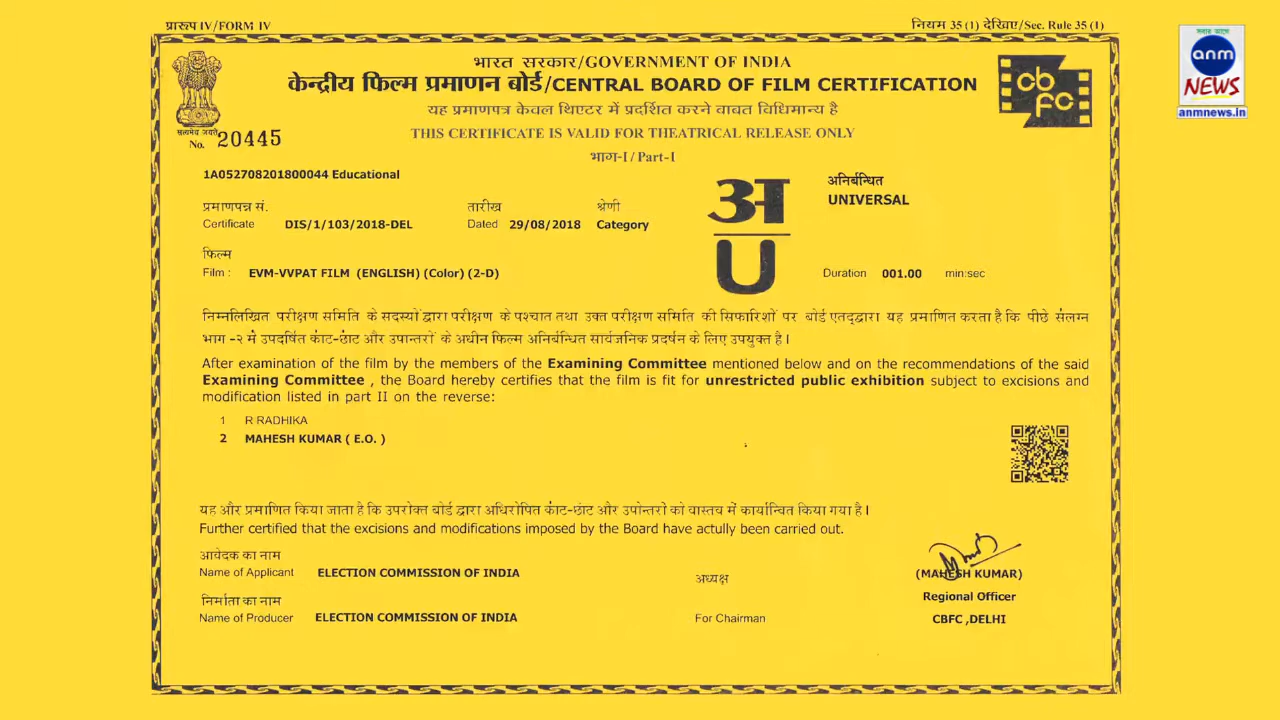 प्रारूप IV/FORM IV
नियम 35 (1) देखिए/Sec. Rule 35 (1)
সবার আগে
anm
NEWS
anmnews.in
भारत सरकार/GOVERNMENT OF INDIA
केन्द्रीय फिल्म प्रमाणन बोर्ड/CENTRAL BOARD OF FILM CERTIFICATION
cb
fc
यह प्रमाणपत्र केवल थिएटर में प्रदर्शित करने वाबत विधिमान्य है
सत्यमेव जयते
THIS CERTIFICATE IS VALID FOR THEATRICAL RELEASE ONLY
No. 20445
भाग-I / Part-I
1A052708201800044 Educational
अ
U
अनिर्बन्धित
UNIVERSAL
प्रमाणपत्र सं. तारीख श्रेणी
Certificate DIS/1/103/2018-DEL Dated 29/08/2018 Category
फिल्म
Film : EVM-VVPAT FILM (ENGLISH) (Color) (2-D) Duration 001.00 min:sec
निम्नलिखित परीक्षण समिति के सदस्यों द्वारा परीक्षण के पश्चात तथा उक्त परीक्षण समिति की सिफारिशों पर बोर्ड एतद्द्वारा यह प्रमाणित करता है कि पीछे संलग्न
भाग -२ में उपदर्षित काट-छाट और उपान्तरों के अधीन फिल्म अनिर्बन्धित सार्वजनिक प्रदर्षन के लिए उपयुक्त है।
After examination of the film by the members of the Examining Committee mentioned below and on the recommendations of the said
Examining Committee , the Board hereby certifies that the film is fit for unrestricted public exhibition subject to excisions and
modification listed in part II on the reverse:
1 R RADHIKA
2 MAHESH KUMAR ( E.O. )
यह और प्रमाणित किया जाता है कि उपरोक्त बोर्ड द्वारा अधिरोपित काट-छांट और उपोन्तरों को वास्तव में कार्यान्वित किया गया है।
Further certified that the excisions and modifications imposed by the Board have actully been carried out.
आवेदक का नाम
Name of Applicant ELECTION COMMISSION OF INDIA
अध्यक्ष
(MAHESH KUMAR)
निर्माता का नाम
Regional Officer
Name of Producer ELECTION COMMISSION OF INDIA For Chairman CBFC ,DELHI